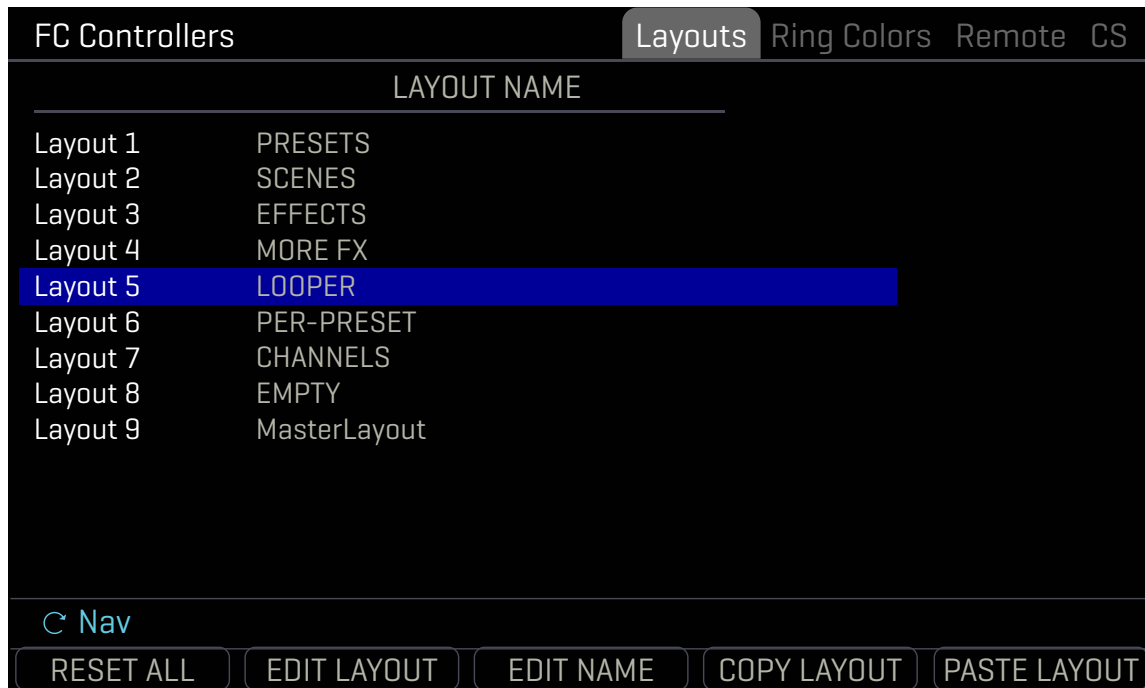 FC Controllers Layouts Ring Colors Remote CS
LAYOUT NAME
Layout 1 PRESETS
Layout 2 SCENES
Layout 3 EFFECTS
Layout 4 MORE FX
Layout 5 LOOPER
Layout 6 PER-PRESET
Layout 7 CHANNELS
Layout 8 EMPTY
Layout 9 MasterLayout
Nav
RESET ALL EDIT LAYOUT EDIT NAME COPY LAYOUT PASTE LAYOUT